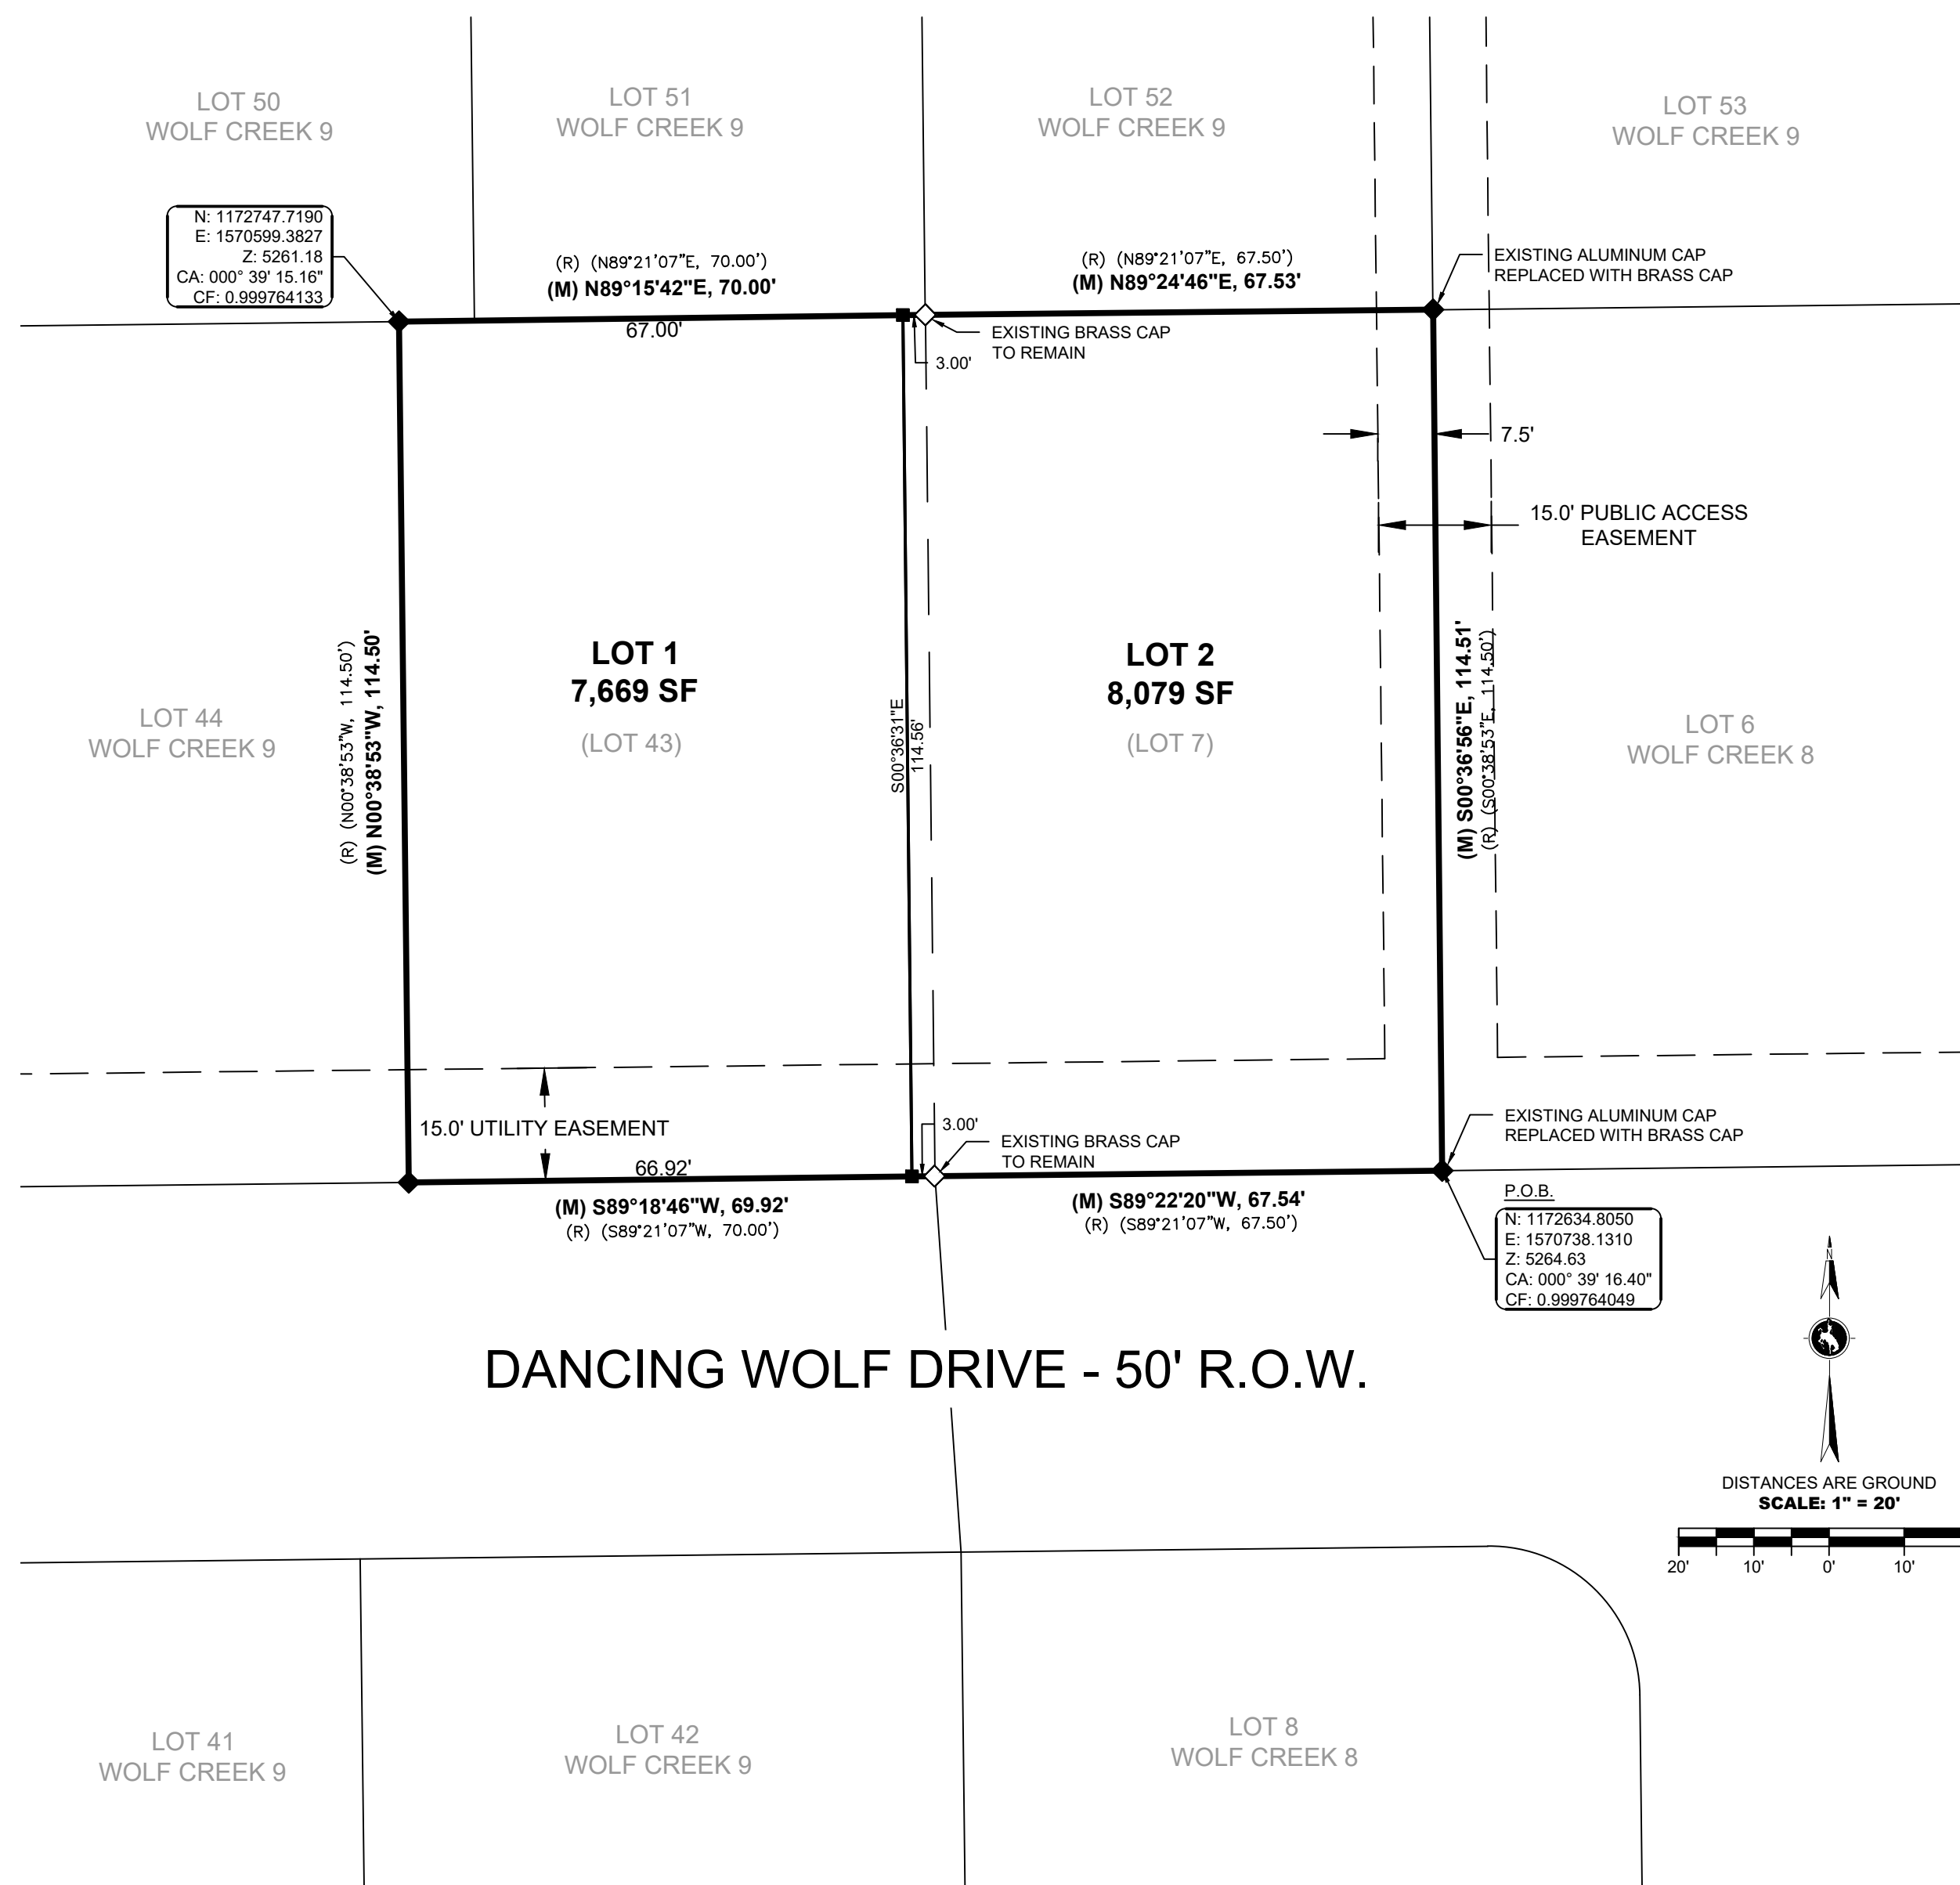 LOT 50
WOLF CREEK 9
LOT 51
WOLF CREEK 9
LOT 52
WOLF CREEK 9
LOT 53
WOLF CREEK 9
N: 1172747.7190
E: 1570599.3827
Z: 5261.18
CA: 000° 39' 15.16"
CF: 0.999764133
(R) (N89°21'07"E, 70.00')
(M) N89°15'42"E, 70.00'
67.00'
(R) (N89°21'07"E, 67.50')
(M) N89°24'46"E, 67.53'
EXISTING ALUMINUM CAP
REPLACED WITH BRASS CAP
EXISTING BRASS CAP
TO REMAIN
3.00'
7.5'
15.0' PUBLIC ACCESS
EASEMENT
LOT 44
WOLF CREEK 9
(R) (N00°38'53"W, 114.50')
(M) N00°38'53"W, 114.50'
LOT 1
7,669 SF
(LOT 43)
S00°36'31"E
114.56'
LOT 2
8,079 SF
(LOT 7)
(M) S00°36'56"E, 114.51'
(R) (S00°38'53"E, 114.50')
LOT 6
WOLF CREEK 8
15.0' UTILITY EASEMENT
66.92'
3.00'
EXISTING BRASS CAP
TO REMAIN
EXISTING ALUMINUM CAP
REPLACED WITH BRASS CAP
(M) S89°18'46"W, 69.92'
(R) (S89°21'07"W, 70.00')
(M) S89°22'20"W, 67.54'
(R) (S89°21'07"W, 67.50')
P.O.B.
N: 1172634.8050
E: 1570738.1310
Z: 5264.63
CA: 000° 39' 16.40"
CF: 0.999764049
DANCING WOLF DRIVE - 50' R.O.W.
N
DISTANCES ARE GROUND
SCALE: 1" = 20'
20' 10' 0' 10'
LOT 41
WOLF CREEK 9
LOT 42
WOLF CREEK 9
LOT 8
WOLF CREEK 8